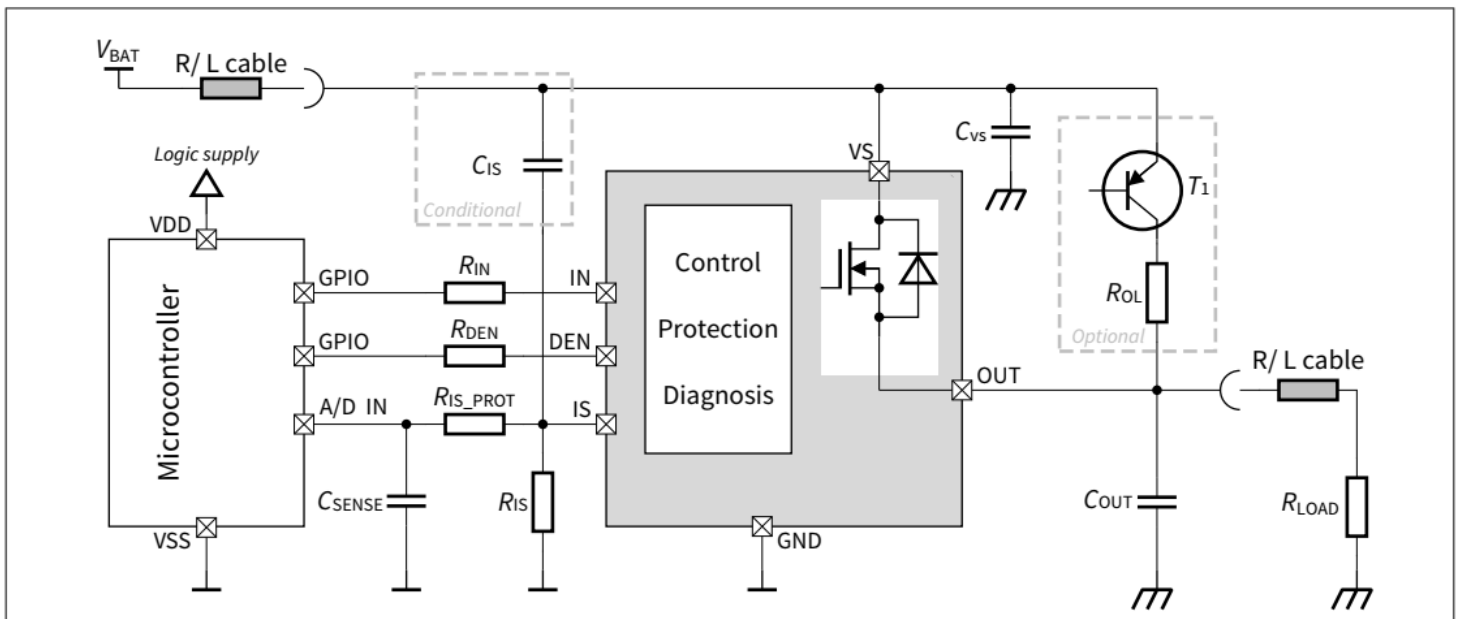 VBAT
R/ L cable
Logic supply
CIS
Conditional
VS
Cvs
T1
VDD
GPIO
RIN
IN
Control
ROL
Optional
Microcontroller
GPIO
RDEN
DEN
Protection
R/ L cable
OUT
A/D IN
RIS_PROT
IS
Diagnosis
CSENSE
RIS
COUT
RLOAD
VSS
GND